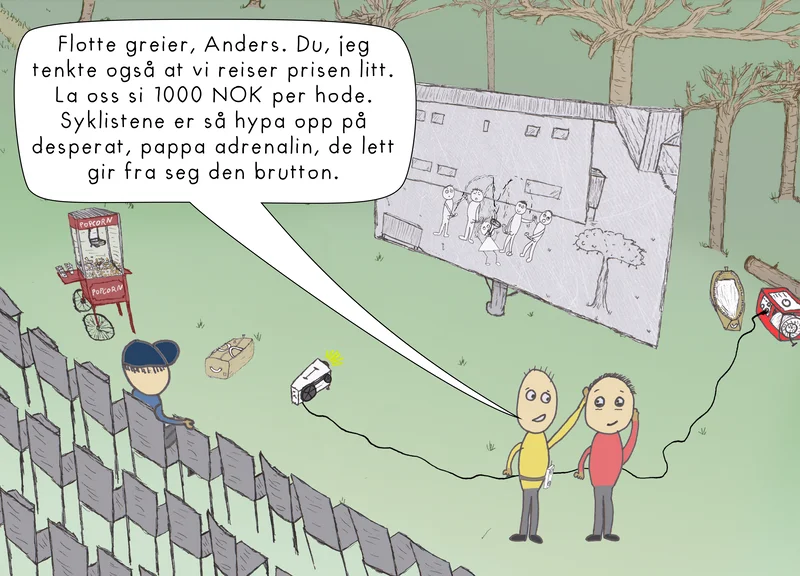 Flotte greier, Anders. Du, jeg
tenkte også at vi reiser prisen litt.
La oss si 1000 NOK per hode.
Syklistene er så hypa opp på
desperat, pappa adrenalin, de lett
gir fra seg den brutton.
POPCORN
POPCORN